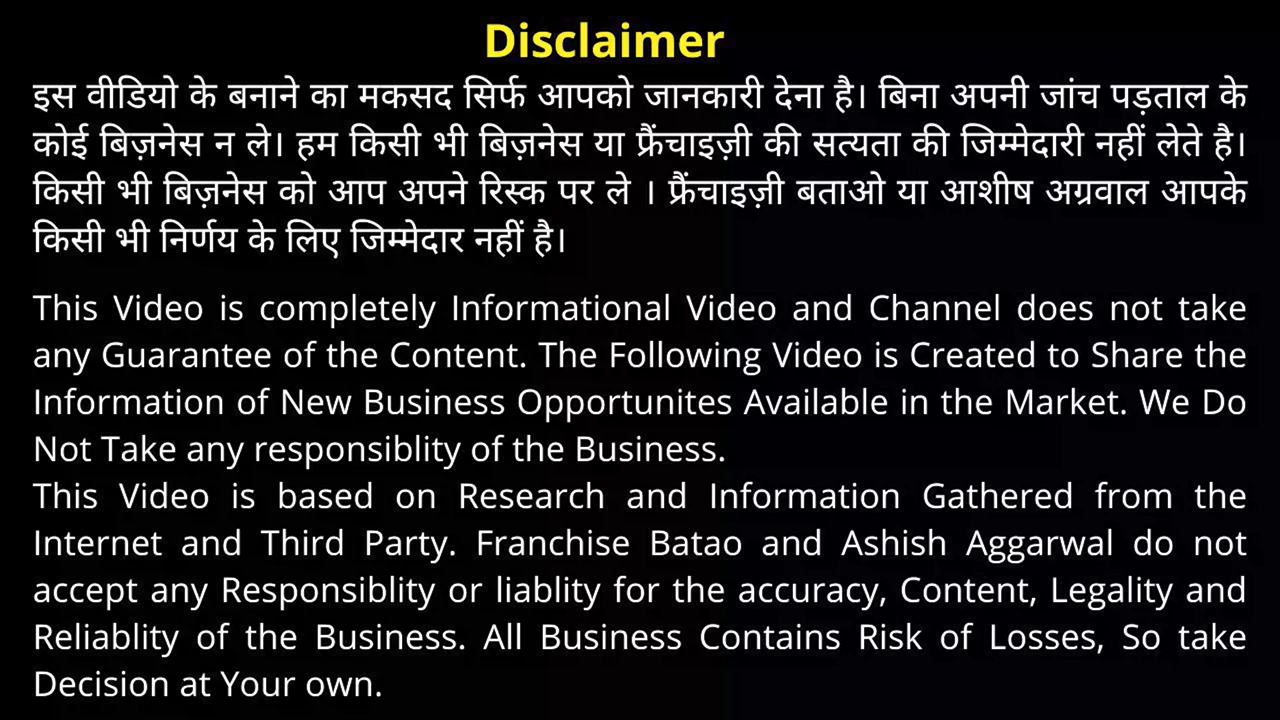 Disclaimer
इस वीडियो के बनाने का मकसद सिर्फ आपको जानकारी देना है। बिना अपनी जांच पड़ताल के
कोई बिज़नेस न ले। हम किसी भी बिज़नेस या फ्रैंचाइज़ी की सत्यता की जिम्मेदारी नहीं लेते है।
किसी भी बिज़नेस को आप अपने रिस्क पर ले । फ्रैंचाइज़ी बताओ या आशीष अग्रवाल आपके
किसी भी निर्णय के लिए जिम्मेदार नहीं है।
This Video is completely Informational Video and Channel does not take
any Guarantee of the Content. The Following Video is Created to Share the
Information of New Business Opportunites Available in the Market. We Do
Not Take any responsiblity of the Business.
This Video is based on Research and Information Gathered from the
Internet and Third Party. Franchise Batao and Ashish Aggarwal do not
accept any Responsiblity or liablity for the accuracy, Content, Legality and
Reliablity of the Business. All Business Contains Risk of Losses, So take
Decision at Your own.